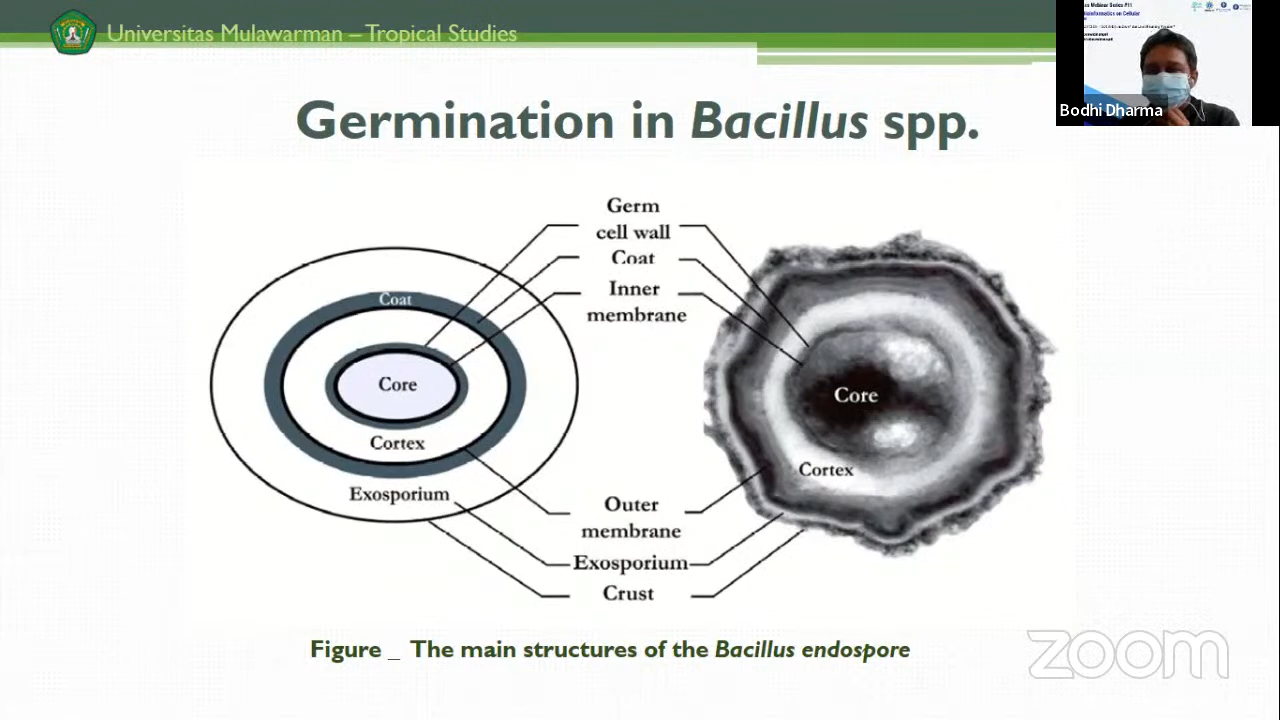 Universitas Mulawarman – Tropical Studies
Bodhi Dharma
Germination in Bacillus spp.
Germ
cell wall
Coat
Inner
membrane
Coat
Core
Cortex
Exosporium
Core
Cortex
Outer
membrane
Exosporium
Crust
Figure _ The main structures of the Bacillus endospore
zoom